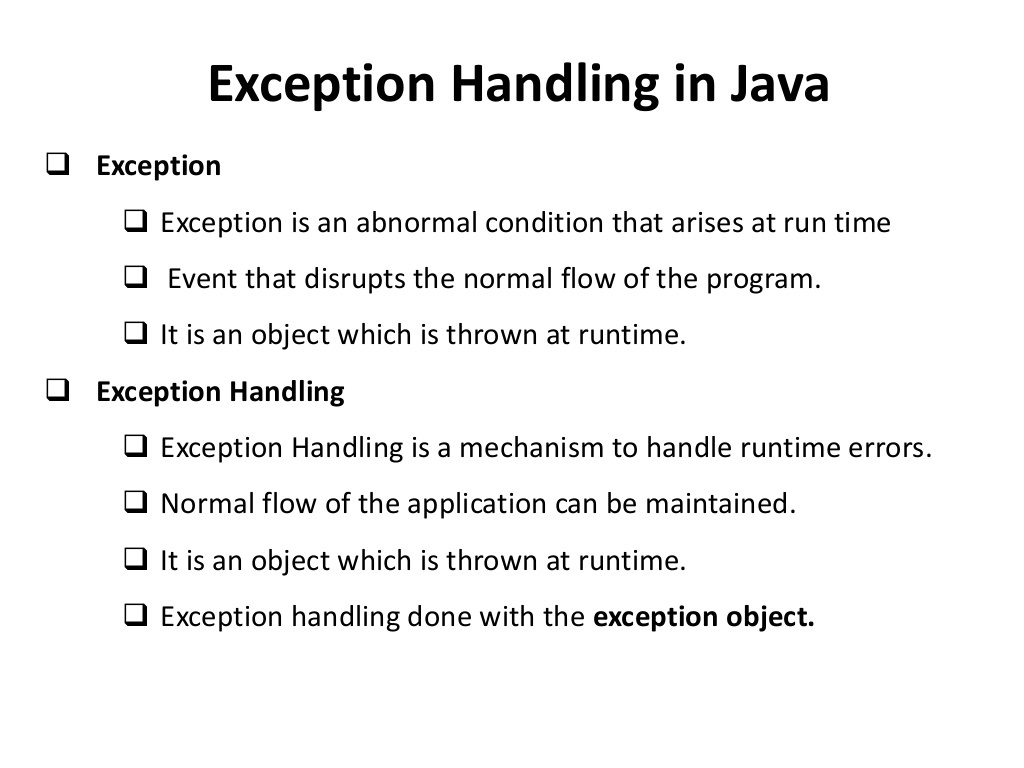 Exception Handling in Java
❑ Exception
❑ Exception is an abnormal condition that arises at run time
❑ Event that disrupts the normal flow of the program.
❑ It is an object which is thrown at runtime.
❑ Exception Handling
❑ Exception Handling is a mechanism to handle runtime errors.
❑ Normal flow of the application can be maintained.
❑ It is an object which is thrown at runtime.
❑ Exception handling done with the exception object.